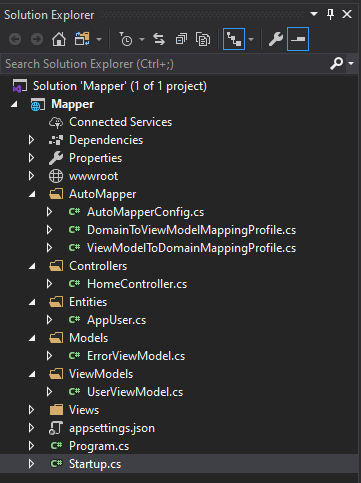 Solution Explorer
Search Solution Explorer (Ctrl+;)
Solution 'Mapper' (1 of 1 project)
Mapper
Connected Services
Dependencies
Properties
wwwroot
AutoMapper
C# AutoMapperConfig.cs
C# DomainToViewModelMappingProfile.cs
C# ViewModelToDomainMappingProfile.cs
Controllers
C# HomeController.cs
Entities
C# AppUser.cs
Models
C# ErrorViewModel.cs
ViewModels
C# UserViewModel.cs
Views
appsettings.json
C# Program.cs
C# Startup.cs